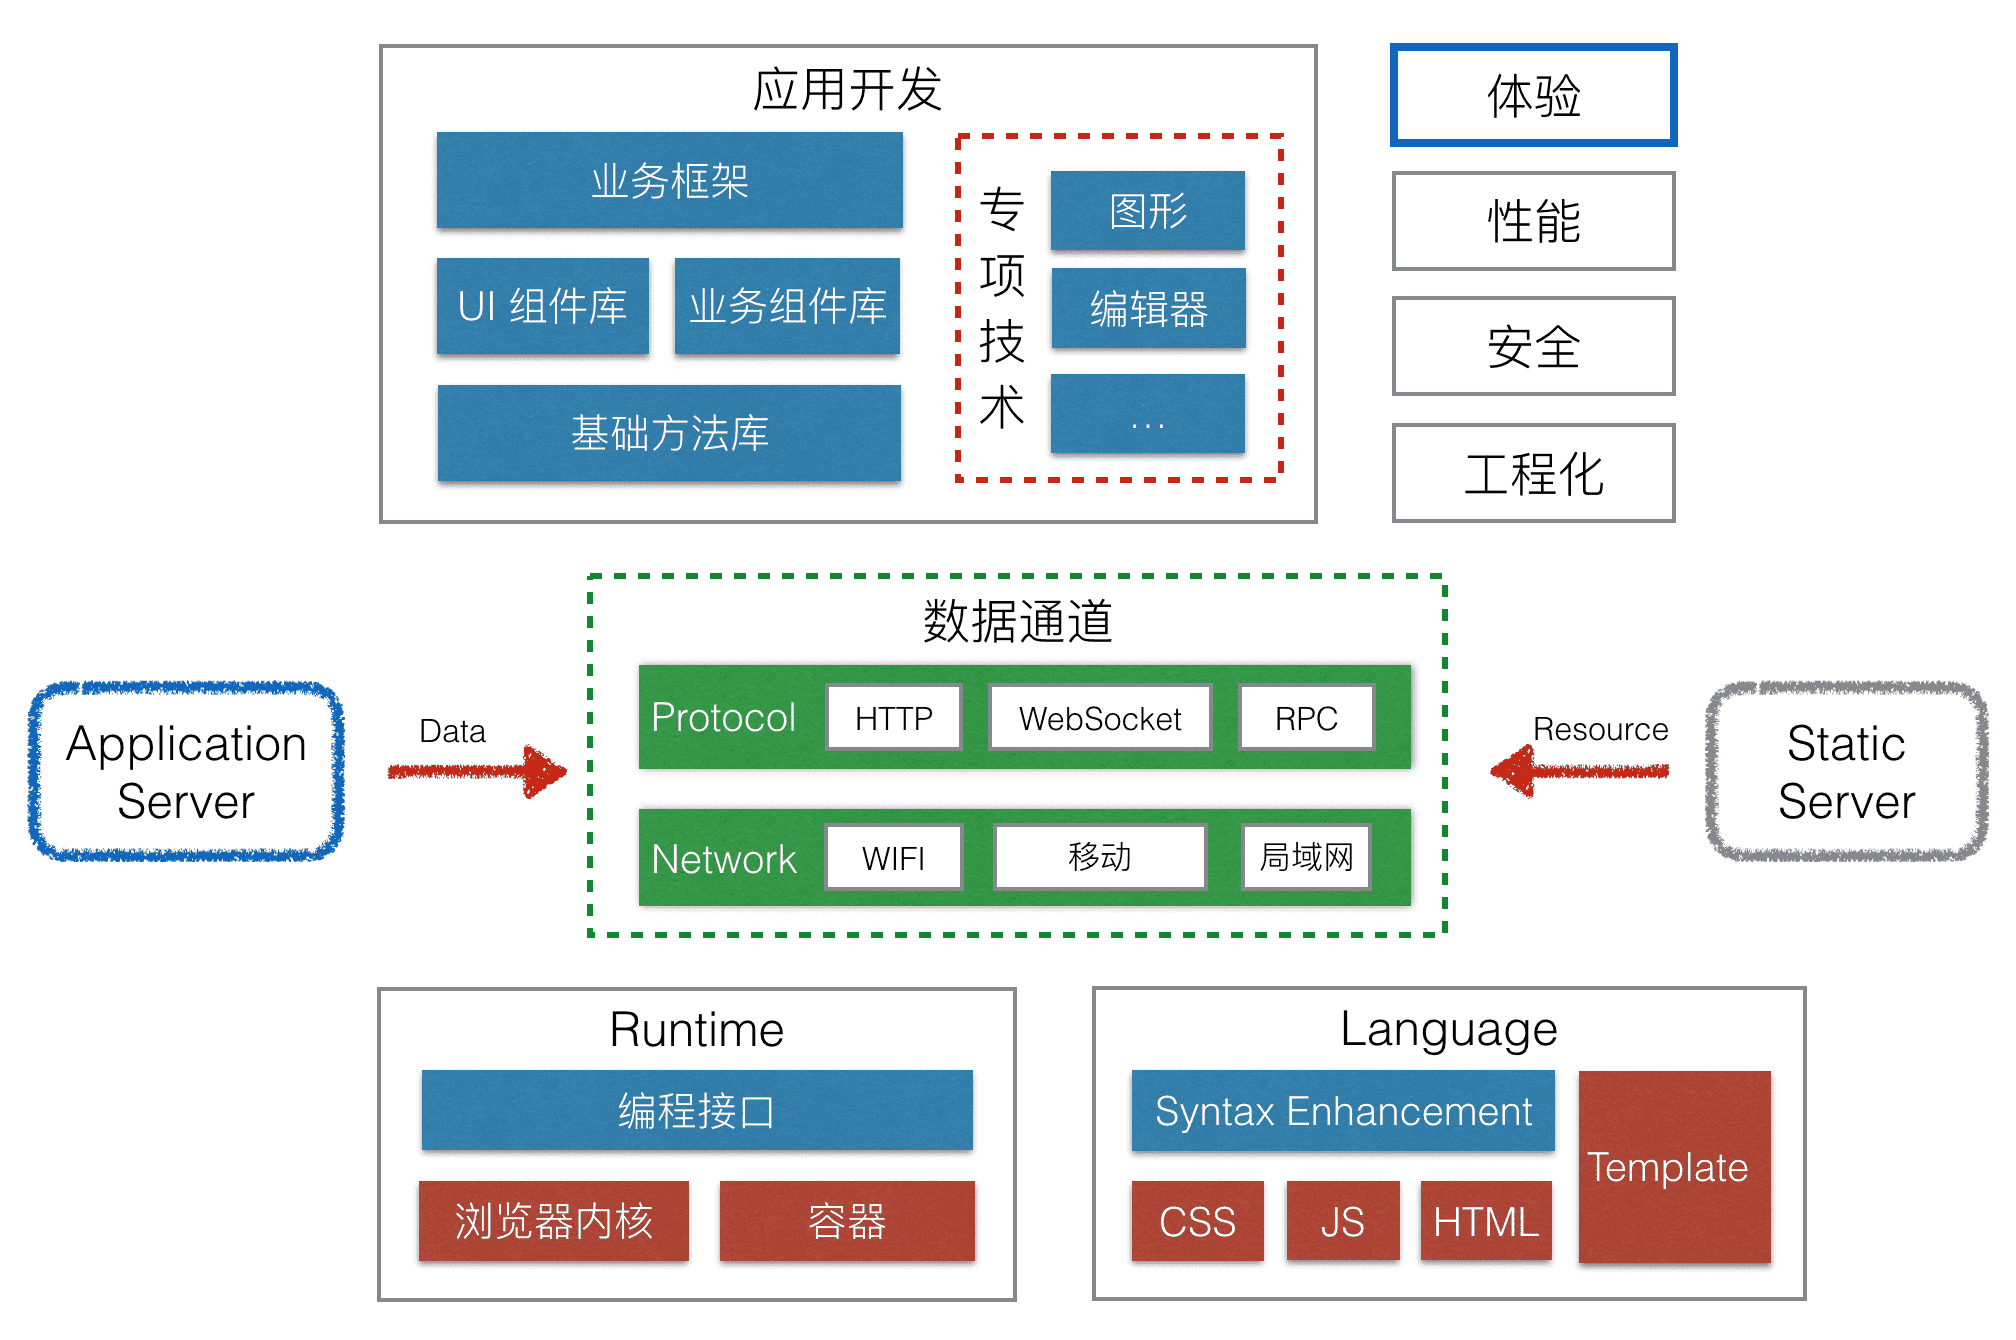 应用开发
业务框架
UI 组件库
业务组件库
基础方法库
专项技术
图形
编辑器
...
体验
性能
安全
工程化
数据通道
Protocol
HTTP
WebSocket
RPC
Network
WIFI
移动
局域网
Application
Server
Data
Resource
Static
Server
Runtime
编程接口
浏览器内核
容器
Language
Syntax Enhancement
Template
CSS
JS
HTML